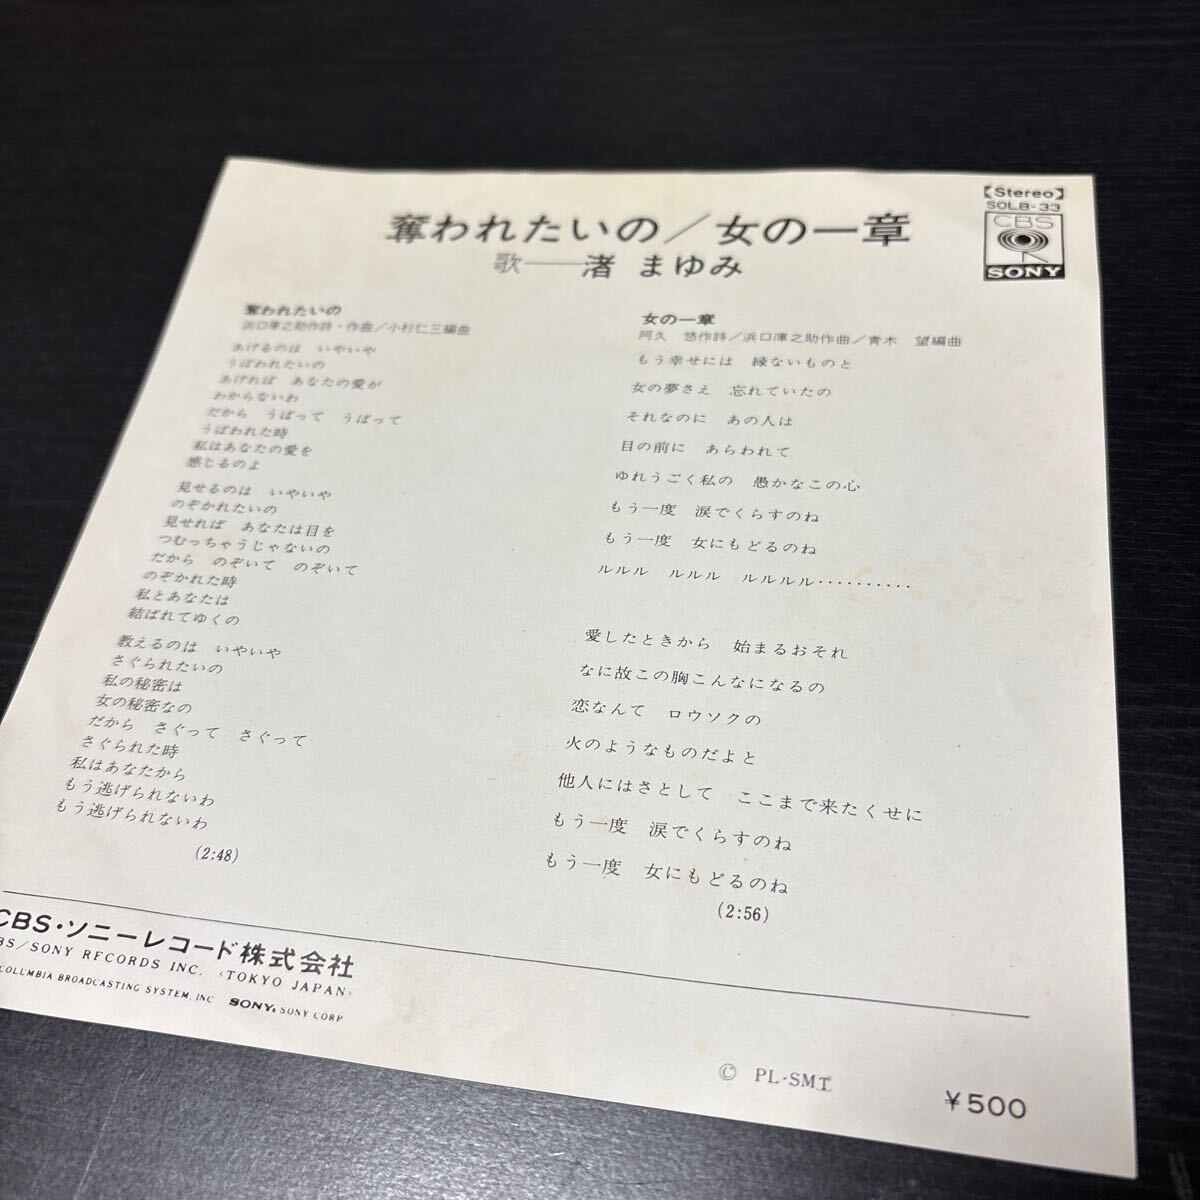 【Stereo】
SOLB-33
CBS
SONY
奪われたいの／女の一章
歌──渚 まゆみ
奪われたいの
浜口庫之助作詩・作曲／小杉仁三編曲
あげるのは いやいや
うばわれたいの
あげれば あなたの愛が
わからないわ
だから うばって うばって
うばわれた時
私はあなたの愛を
感じるのよ
見せるのは いやいや
のぞかれたいの
見せれば あなたは目を
つむっちゃうじゃないの
だから のぞいて のぞいて
のぞかれた時
私とあなたは
結ばれてゆくの
教えるのは いやいや
さぐられたいの
私の秘密は
女の秘密なの
だから さぐって さぐって
さぐられた時
私はあなたから
もう逃げられないわ
もう逃げられないわ
(2:48)
女の一章
阿久 悠作詩／浜口庫之助作曲／青木 望編曲
もう幸せには 縁ないものと
女の夢さえ 忘れていたの
それなのに あの人は
目の前に あらわれて
ゆれうごく私の 愚かなこの心
もう一度 涙でくらすのね
もう一度 女にもどるのね
ルルル ルルル ルルルル‥‥‥‥‥
愛したときから 始まるおそれ
なに故この胸こんなになるの
恋なんて ロウソクの
火のようなものだよと
他人にはさとして ここまで来たくせに
もう一度 涙でくらすのね
もう一度 女にもどるのね
(2:56)
CBS・ソニーレコード株式会社
BS/SONY RECORDS INC. (TOKYO JAPAN)
COLUMBIA BROADCASTING SYSTEM, INC SONY, SONY CORP
© PL・SMT
¥500